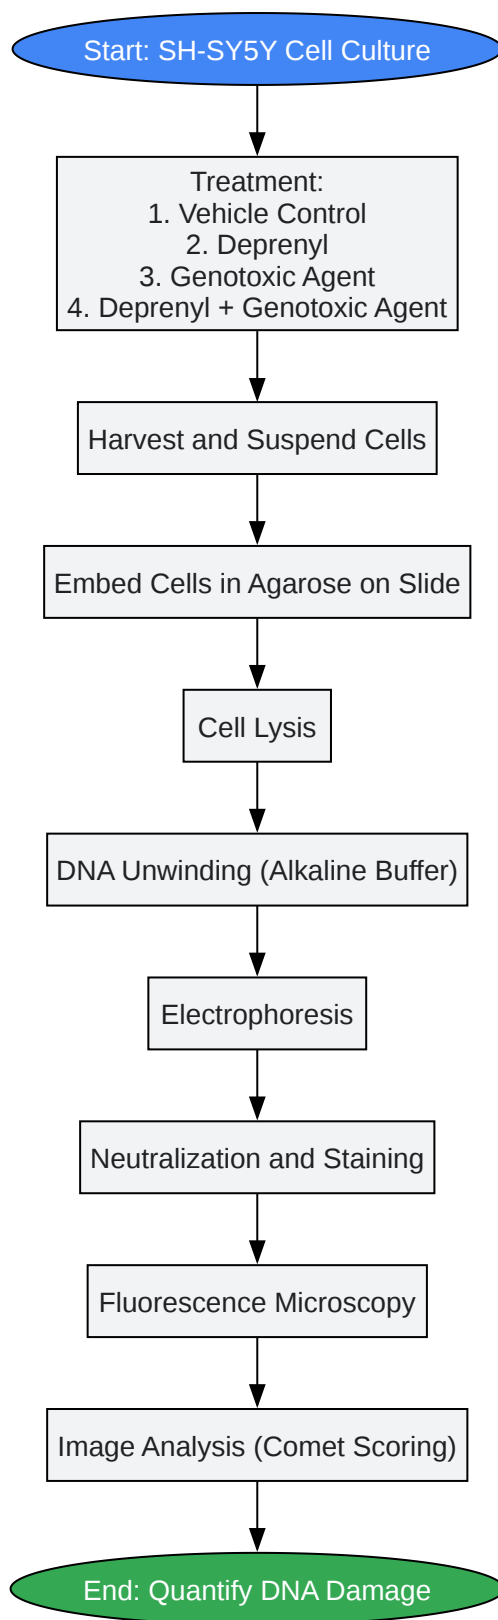 Start: SH-SY5Y Cell Culture
Treatment:
1. Vehicle Control
2. Deprenyl
3. Genotoxic Agent
4. Deprenyl + Genotoxic Agent
Harvest and Suspend Cells
Embed Cells in Agarose on Slide
Cell Lysis
DNA Unwinding (Alkaline Buffer)
Electrophoresis
Neutralization and Staining
Fluorescence Microscopy
Image Analysis (Comet Scoring)
End: Quantify DNA Damage